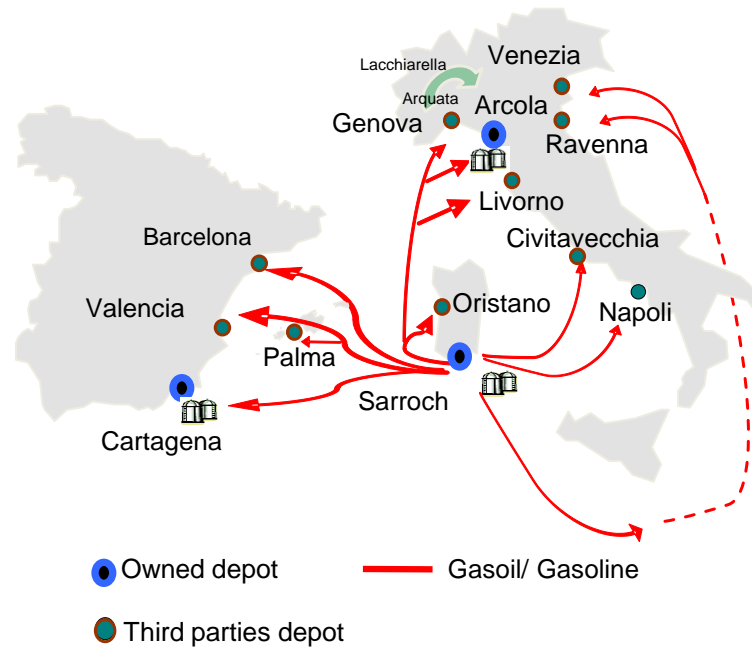 Venezia
Lacchiarella
Arquata
Arcola
Genova
Ravenna
Livorno
Civitavecchia
Barcelona
Oristano
Napoli
Valencia
Palma
Sarroch
Cartagena
Owned depot
Gasoil/ Gasoline
Third parties depot